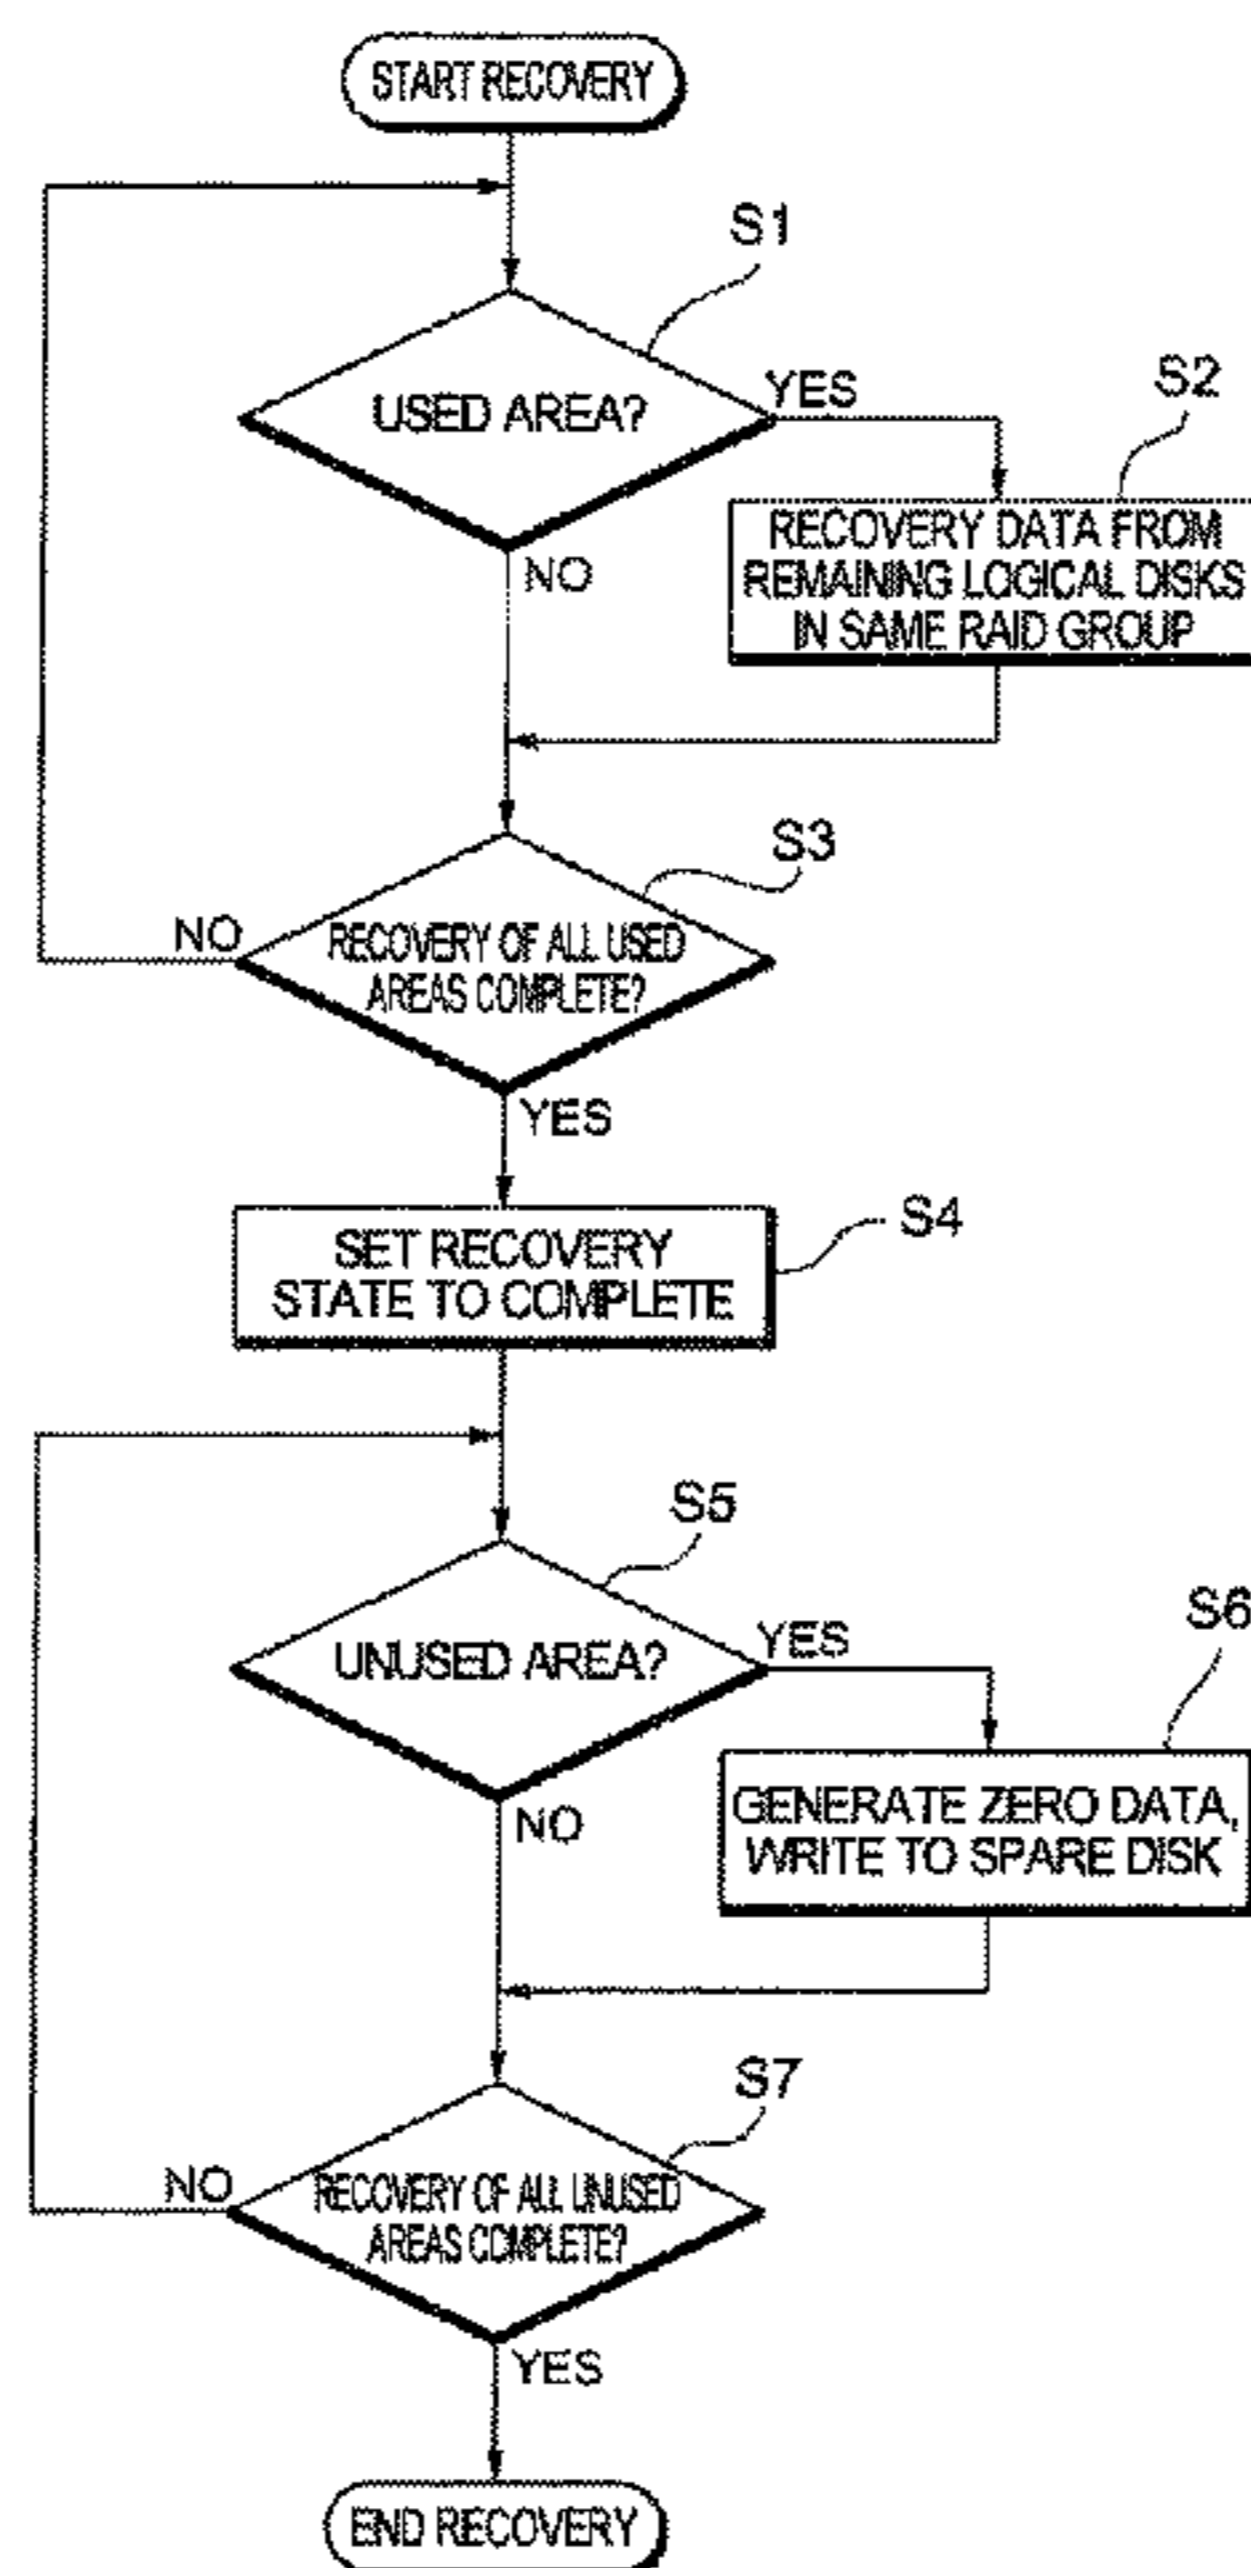 START RECOVERY
S1
USED AREA?
YES
S2
RECOVERY DATA FROM
REMAINING LOGICAL DISKS
IN SAME RAID GROUP
NO
S3
NO
RECOVERY OF ALL USED
AREAS COMPLETE?
YES
SET RECOVERY
STATE TO COMPLETE
S4
S5
UNUSED AREA?
YES
S6
GENERATE ZERO DATA,
WRITE TO SPARE DISK
NO
S7
NO
RECOVERY OF ALL UNUSED
AREAS COMPLETE?
YES
END RECOVERY